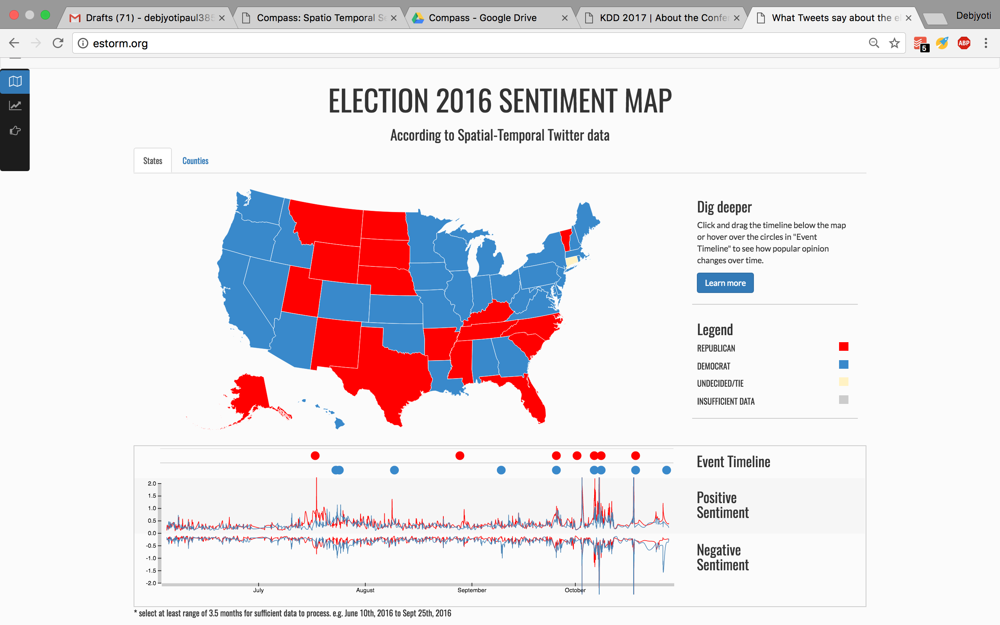 Drafts (71) - debjyotipaul385
Compass: Spatio Temporal Se
Compass - Google Drive
KDD 2017 | About the Confer
What Tweets say about the el
Debjyoti
estorm.org
5
ABP
ELECTION 2016 SENTIMENT MAP
According to Spatial-Temporal Twitter data
States
Counties
Dig deeper
Click and drag the timeline below the map
or hover over the circles in "Event
Timeline" to see how popular opinion
changes over time.
Learn more
Legend
REPUBLICAN
DEMOCRAT
UNDECIDED/TIE
INSUFFICIENT DATA
Event Timeline
Positive
Sentiment
Negative
Sentiment
2.0
1.5
1.0
0.5
0.0
-0.5
-1.0
-1.5
-2.0
July
August
September
October
* select at least range of 3.5 months for sufficient data to process. e.g. June 10th, 2016 to Sept 25th, 2016